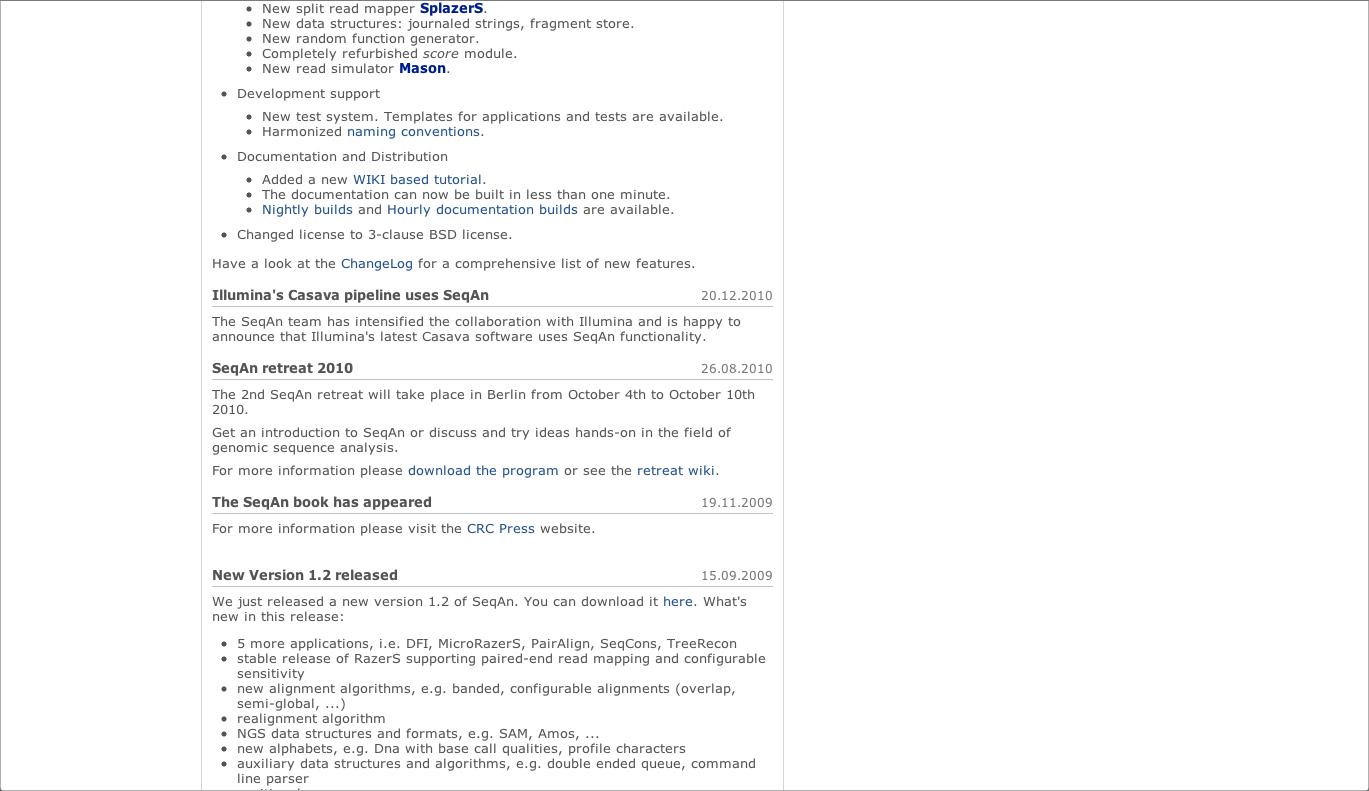 New split read mapper SplazerS.
New data structures: journaled strings, fragment store.
New random function generator.
Completely refurbished score module.
New read simulator Mason.
Development support
New test system. Templates for applications and tests are available.
Harmonized naming conventions.
Documentation and Distribution
Added a new WIKI based tutorial.
The documentation can now be built in less than one minute.
Nightly builds and Hourly documentation builds are available.
Changed license to 3-clause BSD license.
Have a look at the ChangeLog for a comprehensive list of new features.
Illumina's Casava pipeline uses SeqAn 20.12.2010
The SeqAn team has intensified the collaboration with Illumina and is happy to
announce that Illumina's latest Casava software uses SeqAn functionality.
SeqAn retreat 2010 26.08.2010
The 2nd SeqAn retreat will take place in Berlin from October 4th to October 10th
2010.
Get an introduction to SeqAn or discuss and try ideas hands-on in the field of
genomic sequence analysis.
For more information please download the program or see the retreat wiki.
The SeqAn book has appeared 19.11.2009
For more information please visit the CRC Press website.
New Version 1.2 released 15.09.2009
We just released a new version 1.2 of SeqAn. You can download it here. What's
new in this release:
5 more applications, i.e. DFI, MicroRazerS, PairAlign, SeqCons, TreeRecon
stable release of RazerS supporting paired-end read mapping and configurable
sensitivity
new alignment algorithms, e.g. banded, configurable alignments (overlap,
semi-global, ...)
realignment algorithm
NGS data structures and formats, e.g. SAM, Amos, ...
new alphabets, e.g. Dna with base call qualities, profile characters
auxiliary data structures and algorithms, e.g. double ended queue, command
line parser